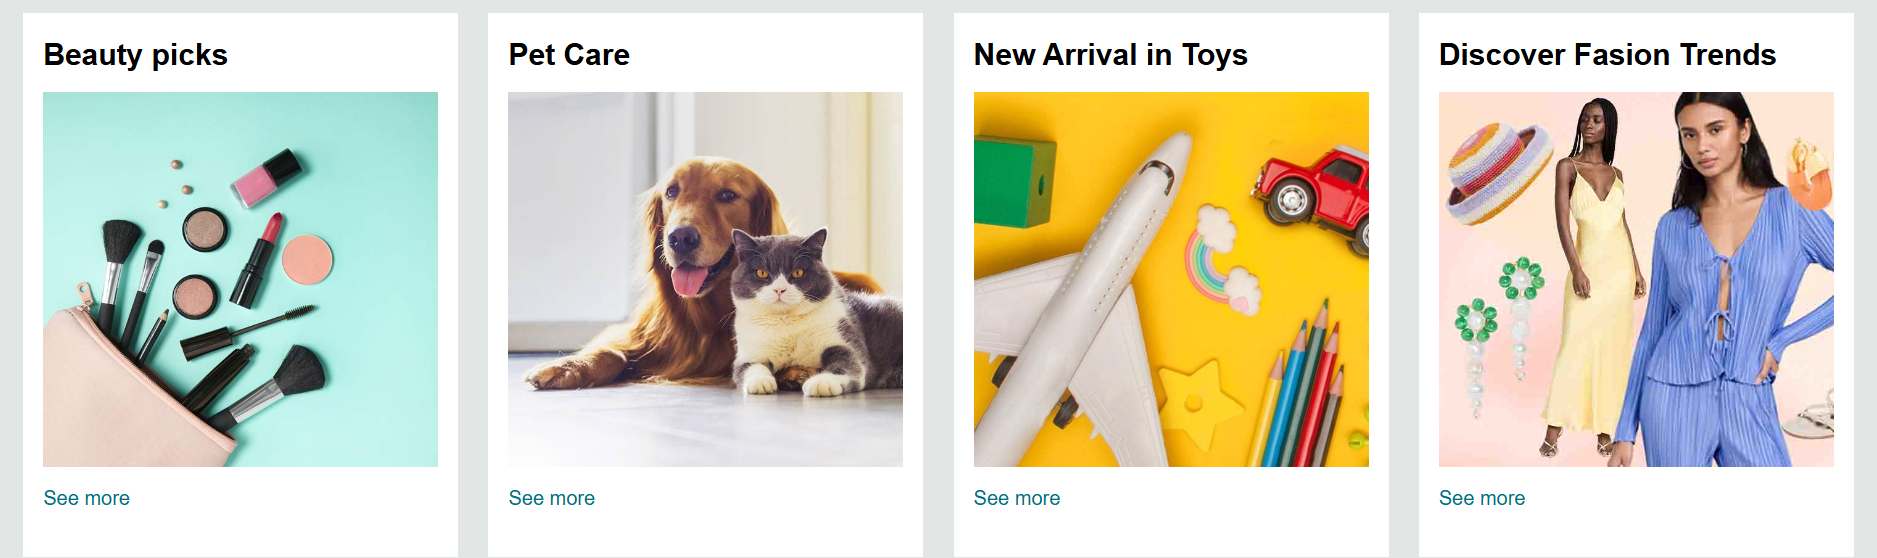 Beauty picks
Pet Care
New Arrival in Toys
Discover Fasion Trends
See more
See more
See more
See more